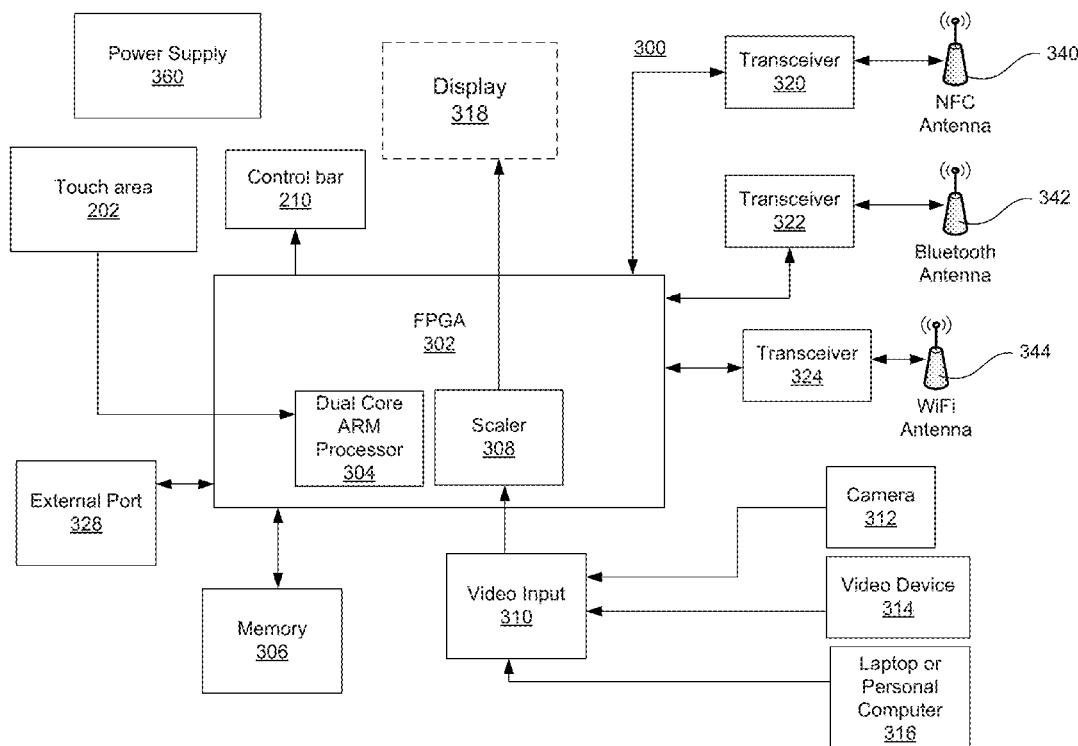 Power Supply
360
Display
318
300
Transceiver
320
340
NFC
Antenna
Touch area
202
Control bar
210
Transceiver
322
342
Bluetooth
Antenna
FPGA
302
Transceiver
324
344
WiFi
Antenna
Dual Core
ARM
Processor
304
Scaler
308
External Port
328
Camera
312
Video Input
310
Video Device
314
Memory
306
Laptop or
Personal
Computer
316